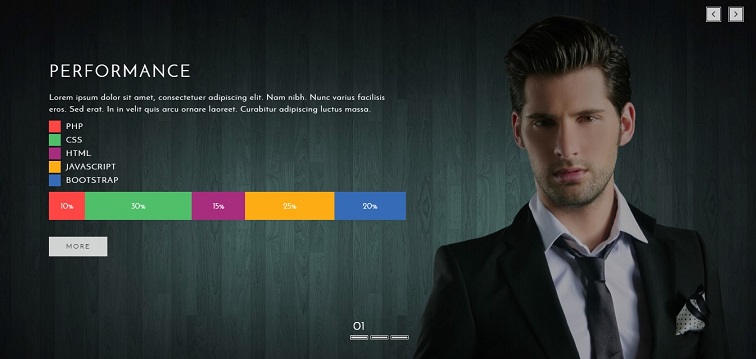 PERFORMANCE
Lorem ipsum dolor sit amet, consectetuer adipiscing elit. Nam nibh. Nunc varius facilisis
eros. Sed erat. In in velit quis arcu ornare laoreet. Curabitur adipiscing luctus massa.
PHP
CSS
HTML
JAVASCRIPT
BOOTSTRAP
10% 30% 15% 25% 20%
MORE
01